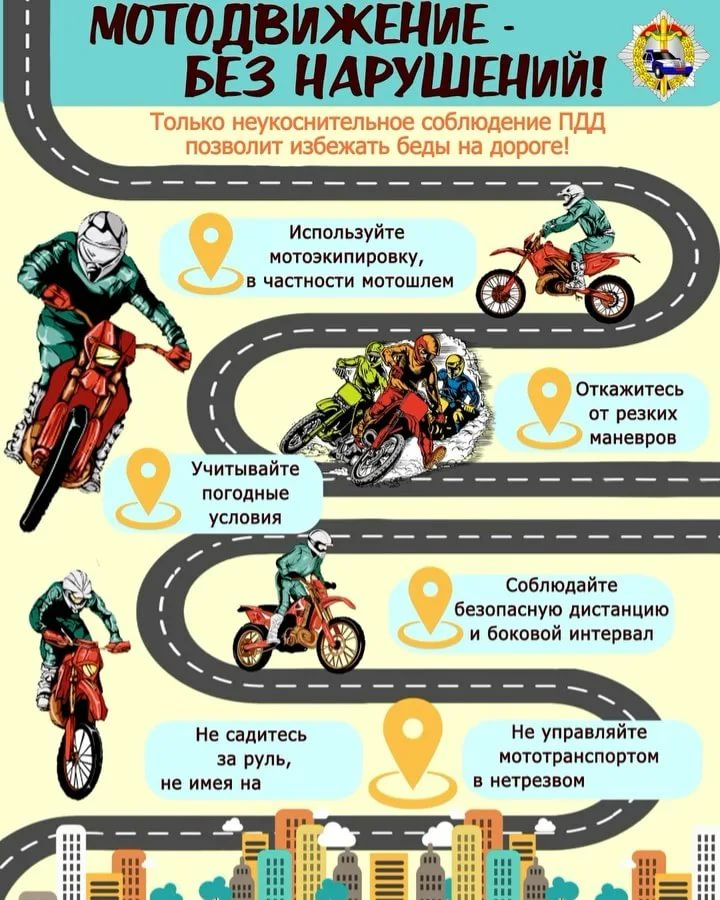 МОТОДВИЖЕНИЕ -
БЕЗ НАРУШЕНИЙ!
Только неукоснительное соблюдение ПДД
позволит избежать беды на дороге!
Используйте
мотоэкипировку,
в частности мотошлем
Откажитесь
от резких
маневров
Учитывайте
погодные
условия
Соблюдайте
безопасную дистанцию
и боковой интервал
Не садитесь
за руль,
не имея на
Не управляйте
мототранспортом
в нетрезвом